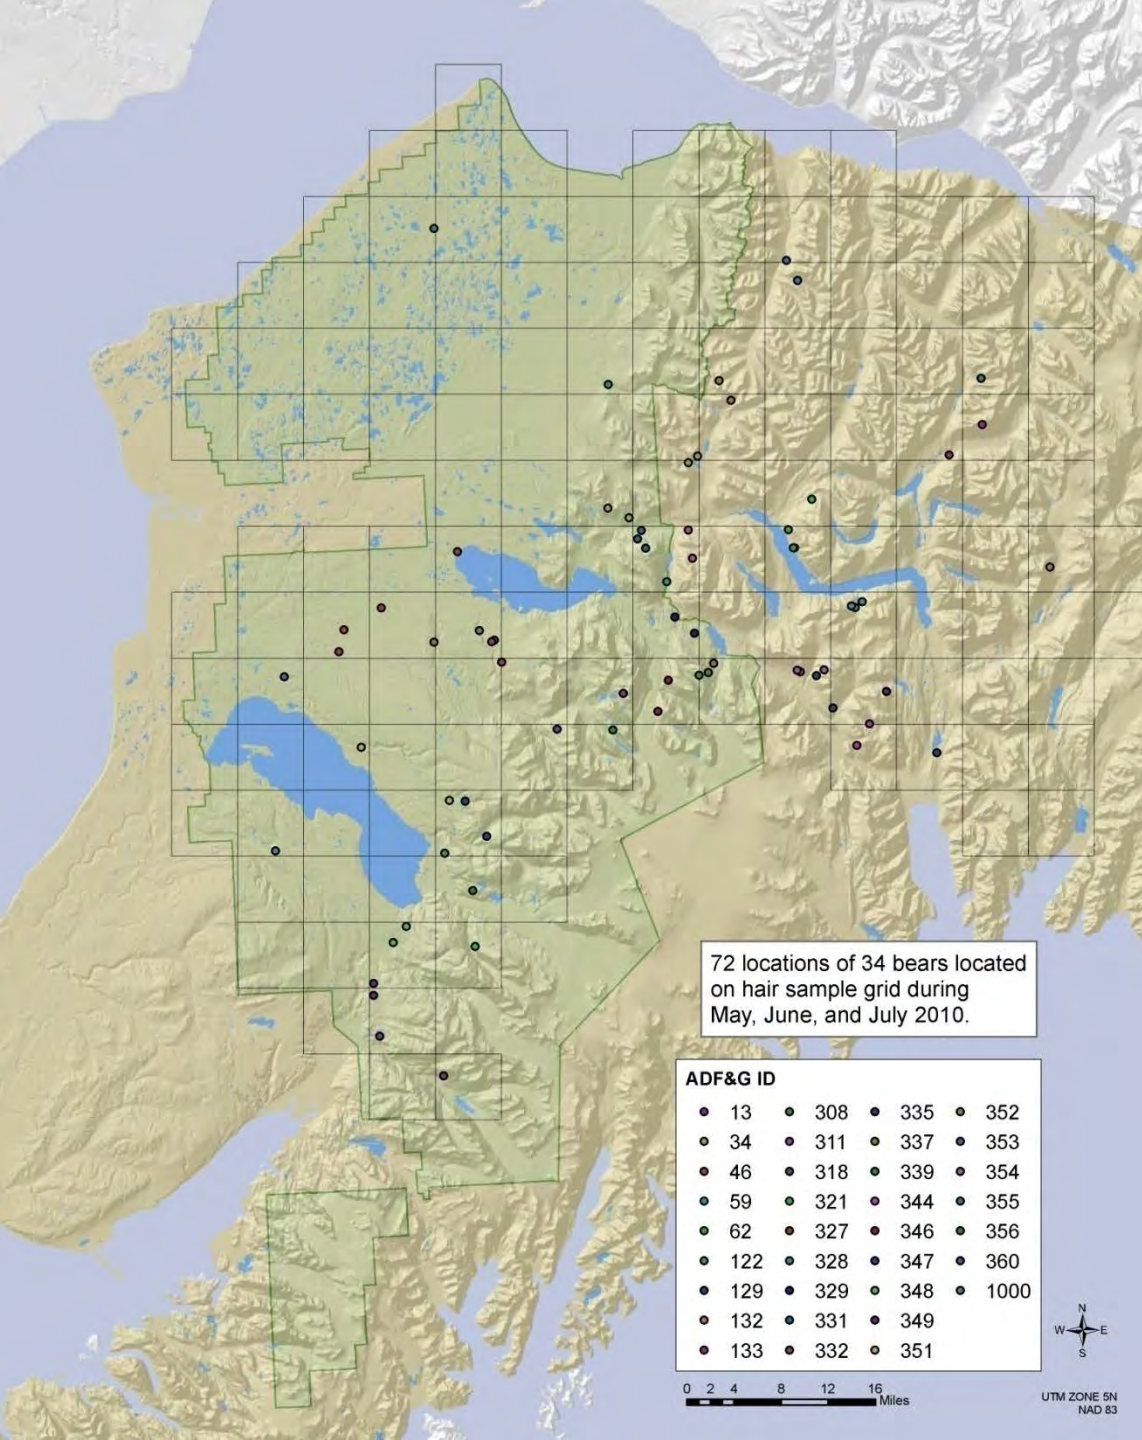 72 locations of 34 bears located
on hair sample grid during
May, June, and July 2010.
ADF&G ID
13 308 335 352
34 311 337 353
46 318 339 354
59 321 344 355
62 327 346 356
122 328 347 360
129 329 348 1000
132 331 349
133 332 351
N
W E
S
0 2 4 8 12 16
Miles
UTM ZONE 5N
NAD 83